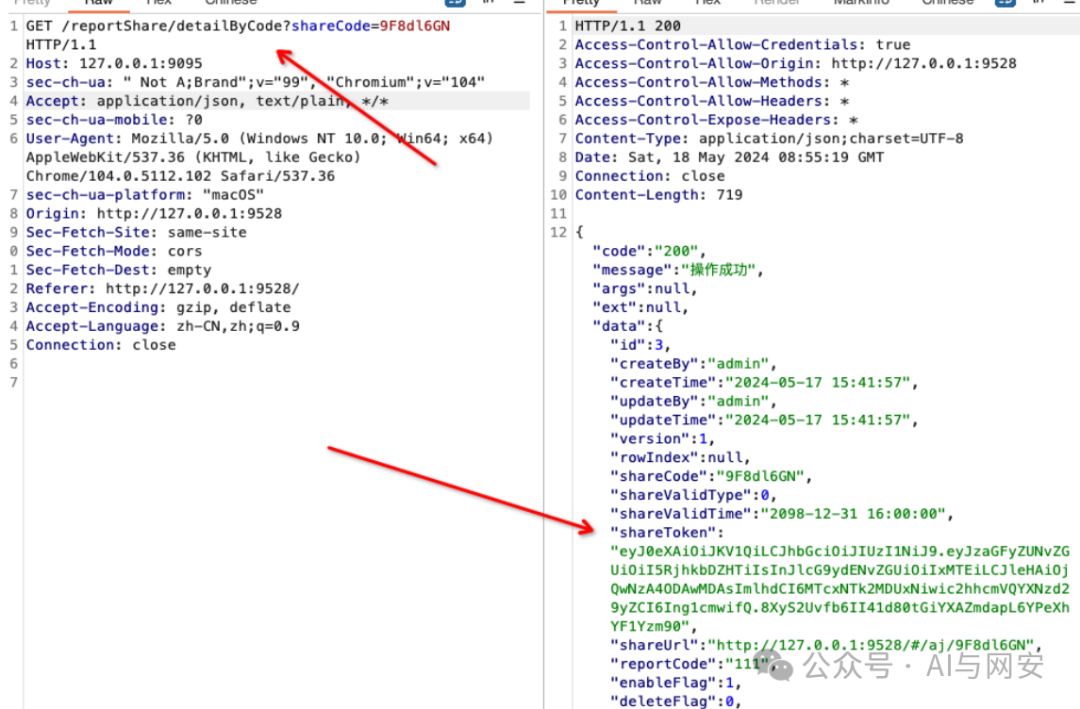 Pretty Raw Hex Chinese
1 GET /reportShare/detailByCode?shareCode=9F8dl6GN
HTTP/1.1
2 Host: 127.0.0.1:9095
3 sec-ch-ua: " Not A;Brand";v="99", "Chromium";v="104"
4 Accept: application/json, text/plain, */*
5 sec-ch-ua-mobile: ?0
6 User-Agent: Mozilla/5.0 (Windows NT 10.0; Win64; x64)
AppleWebKit/537.36 (KHTML, like Gecko)
Chrome/104.0.5112.102 Safari/537.36
7 sec-ch-ua-platform: "macOS"
8 Origin: http://127.0.0.1:9528
9 Sec-Fetch-Site: same-site
0 Sec-Fetch-Mode: cors
1 Sec-Fetch-Dest: empty
2 Referer: http://127.0.0.1:9528/
3 Accept-Encoding: gzip, deflate
4 Accept-Language: zh-CN,zh;q=0.9
5 Connection: close
6
7
Pretty Raw Hex Render MarkInfo Chinese
1 HTTP/1.1 200
2 Access-Control-Allow-Credentials: true
3 Access-Control-Allow-Origin: http://127.0.0.1:9528
4 Access-Control-Allow-Methods: *
5 Access-Control-Allow-Headers: *
6 Access-Control-Expose-Headers: *
7 Content-Type: application/json;charset=UTF-8
8 Date: Sat, 18 May 2024 08:55:19 GMT
9 Connection: close
10 Content-Length: 719
11
12 {
"code":"200",
"message":"操作成功",
"args":null,
"ext":null,
"data":{
"id":3,
"createBy":"admin",
"createTime":"2024-05-17 15:41:57",
"updateBy":"admin",
"updateTime":"2024-05-17 15:41:57",
"version":1,
"rowIndex":null,
"shareCode":"9F8dl6GN",
"shareValidType":0,
"shareValidTime":"2098-12-31 16:00:00",
"shareToken":
"eyJ0eXAiOiJKV1QiLCJhbGciOiJIUzI1NiJ9.eyJzaGFyZUNvZG
UiOiI5RjhkbDZHTiIsInJlcG9ydENvZGUiOiIxMTEiLCJleHAiOj
QwNzA4ODAwMDAsImlhdCI6MTcxNTk2MDUxNiwic2hhcmVQYXNzd2
9yZCI6Ing1cmwifQ.8XyS2Uvfb6II41d80tGiYXAZmdapL6YPeXh
YF1Yzm90",
"shareUrl":"http://127.0.0.1:9528/#/aj/9F8dl6GN",
"reportCode":"111",
"enableFlag":1,
"deleteFlag":0,
公众号 · AI与网安